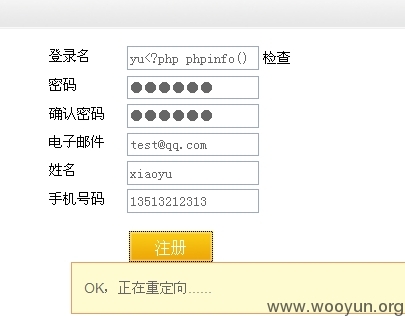 登录名 yu<?php phpinfo() 检查
密码 ●●●●●●
确认密码 ●●●●●●
电子邮件 test@qq.com
姓名 xiaoyu
手机号码 13513212313
注册
OK，正在重定向......
www.wooyun.org